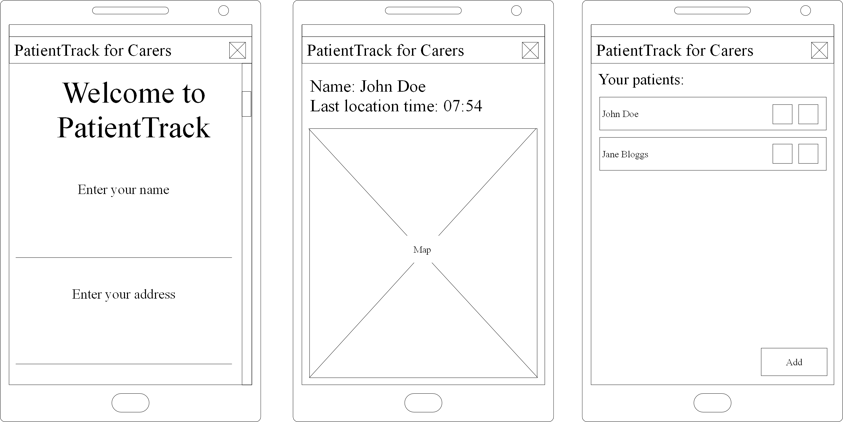 PatientTrack for Carers
Welcome to
PatientTrack
Enter your name
Enter your address
PatientTrack for Carers
Name: John Doe
Last location time: 07:54
Map
PatientTrack for Carers
Your patients:
John Doe
Jane Bloggs
Add